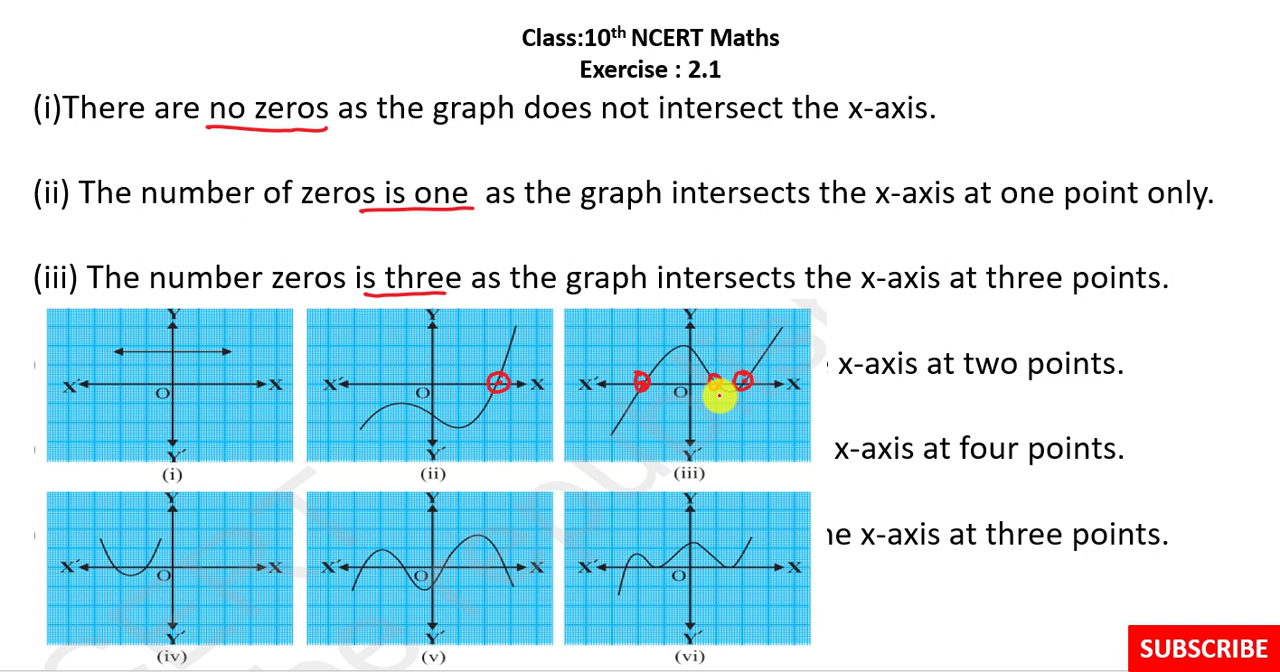 Class:10th NCERT Maths
Exercise : 2.1
(i)There are no zeros as the graph does not intersect the x-axis.
(ii) The number of zeros is one as the graph intersects the x-axis at one point only.
(iii) The number zeros is three as the graph intersects the x-axis at three points.
x-axis at two points.
x-axis at four points.
x-axis at three points.
Y Y Y
X′ X X′ X X′ X
O O O
Y′ Y′ Y′
(i) (ii) (iii)
Y Y Y
X′ X X′ X X′ X
O O O
Y′ Y′ Y′
(iv) (v) (vi)
SUBSCRIBE